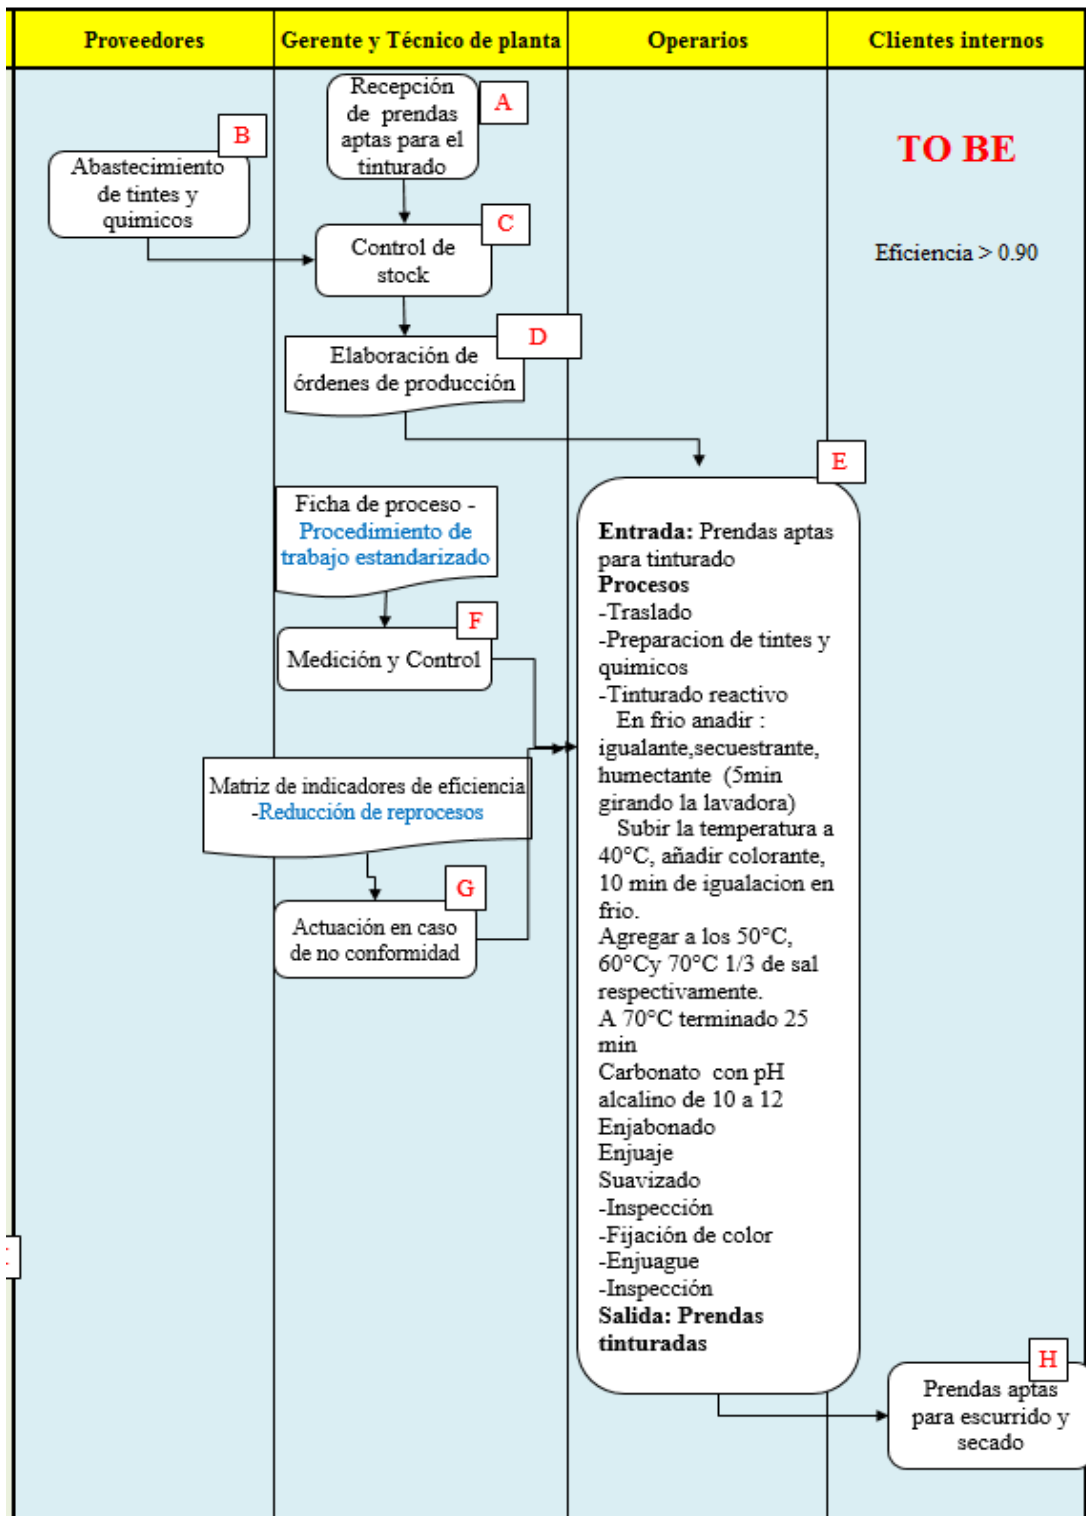 Proveedores
Gerente y Técnico de planta
Operarios
Clientes internos
Recepción
de prendas
aptas para el
tinturado
A
B
Abastecimiento
de tintes y
quimicos
TO BE
C
Control de
stock
Eficiencia > 0.90
D
Elaboración de
órdenes de producción
E
Ficha de proceso -
Procedimiento de
trabajo estandarizado
F
Medición y Control
Matriz de indicadores de eficiencia
-Reducción de reprocesos
G
Actuación en caso
de no conformidad
Entrada: Prendas aptas
para tinturado
Procesos
-Traslado
-Preparacion de tintes y
quimicos
-Tinturado reactivo
En frio anadir :
igualante,secuestrante,
humectante (5min
girando la lavadora)
Subir la temperatura a
40°C, añadir colorante,
10 min de igualacion en
frio.
Agregar a los 50°C,
60°Cy 70°C 1/3 de sal
respectivamente.
A 70°C terminado 25
min
Carbonato con pH
alcalino de 10 a 12
Enjabonado
Enjuaje
Suavizado
-Inspección
-Fijación de color
-Enjuague
-Inspección
Salida: Prendas
tinturadas
H
Prendas aptas
para escurrido y
secado